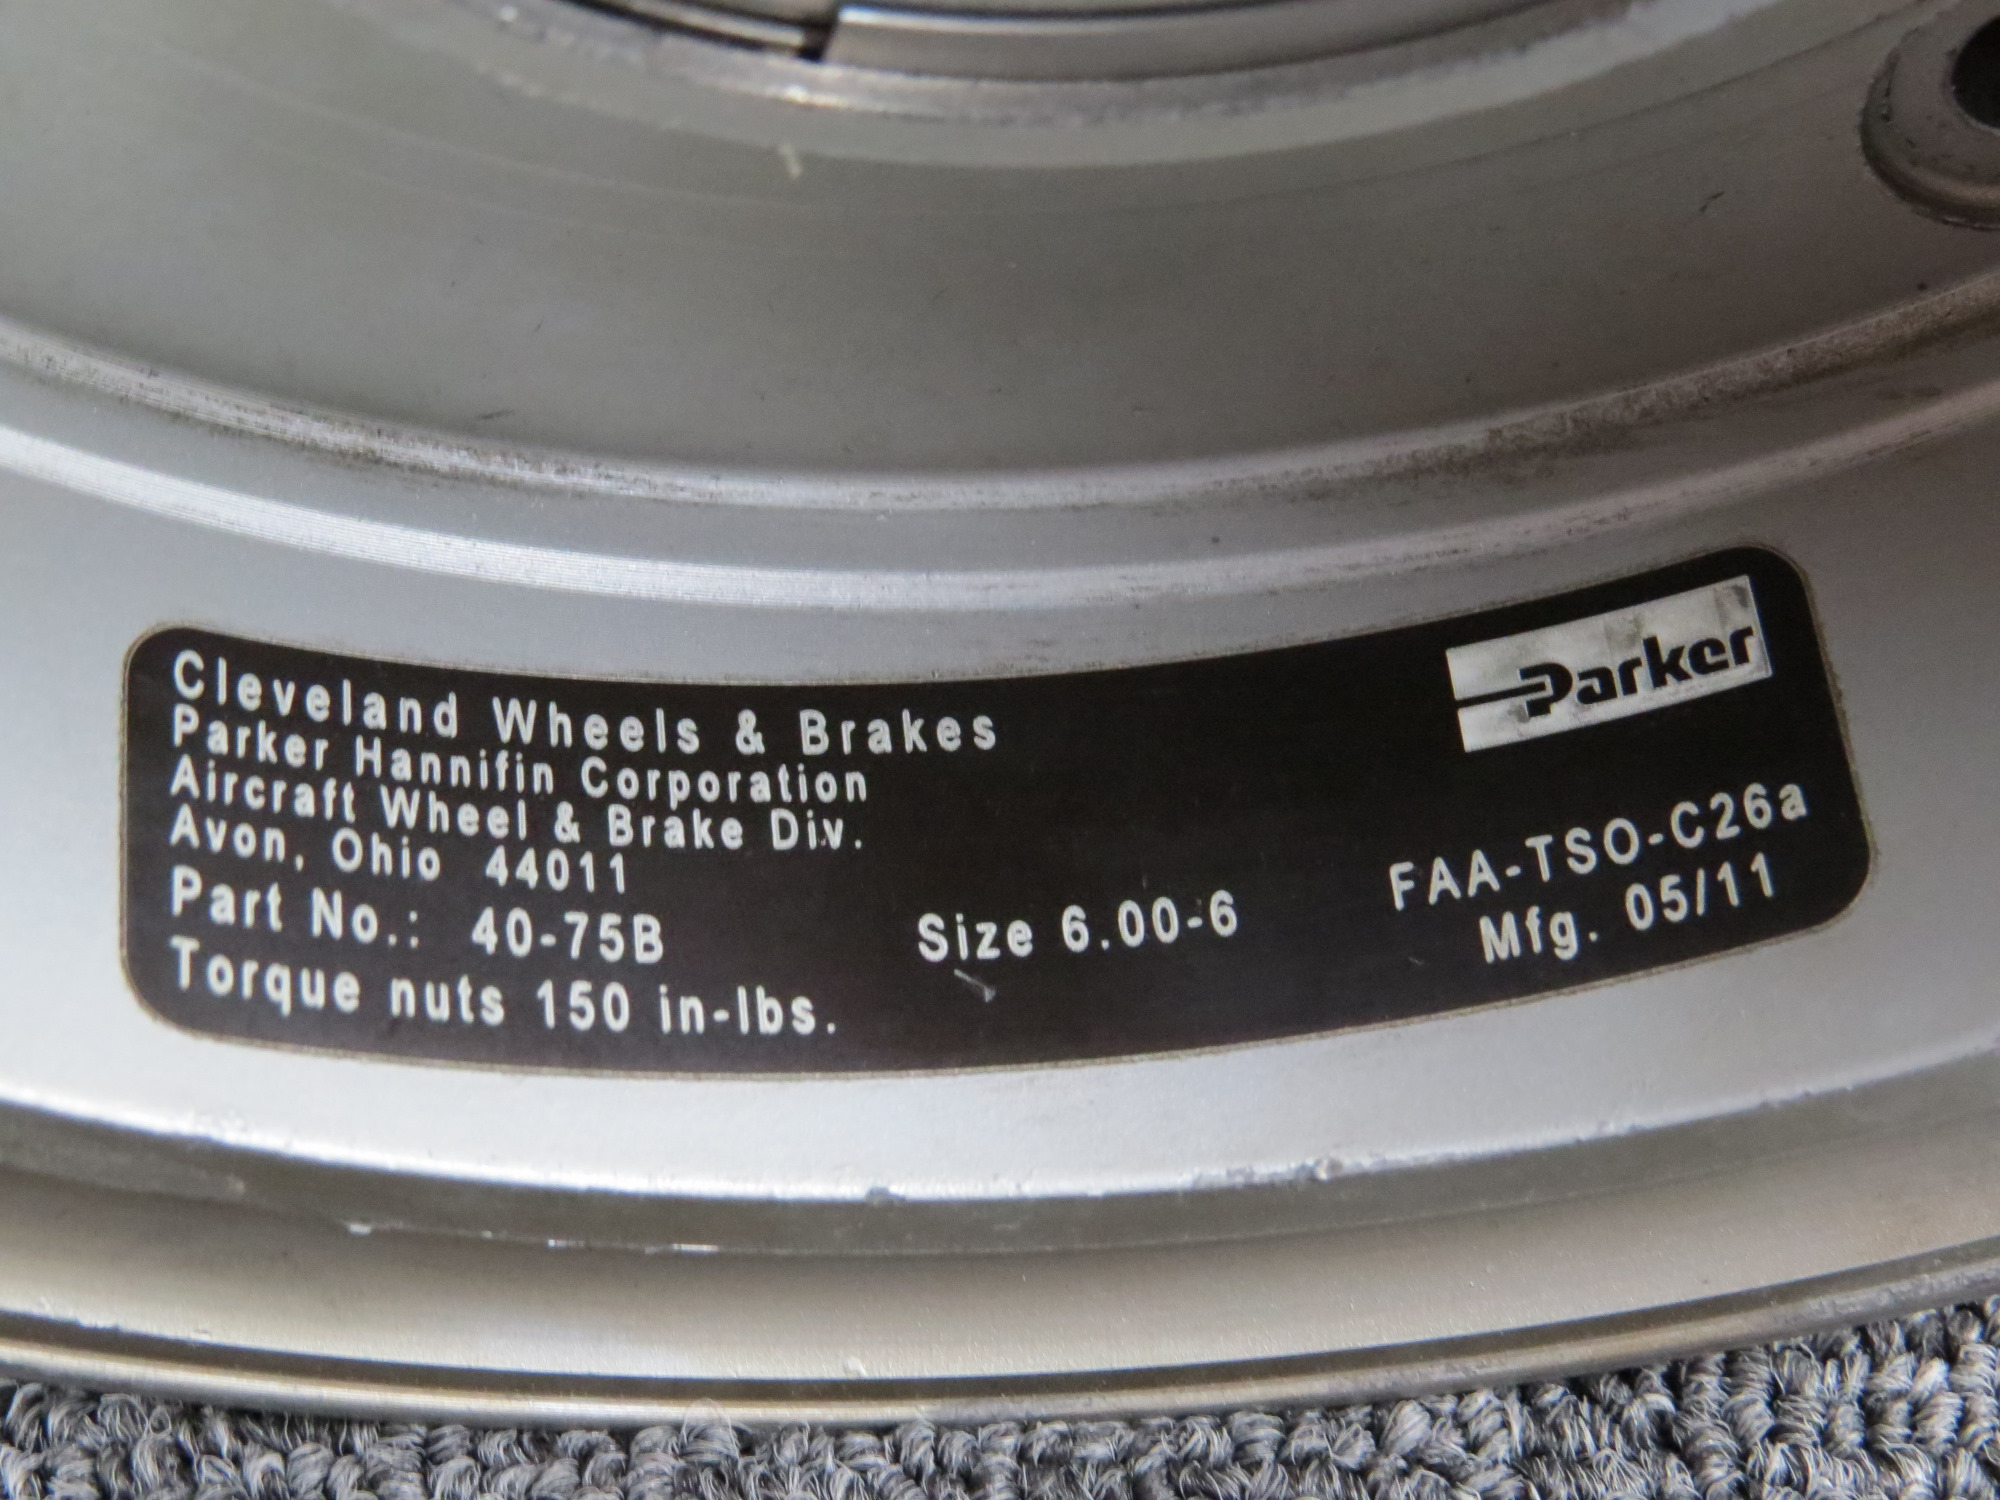 Parker
Cleveland Wheels & Brakes
Parker Hannifin Corporation
Aircraft Wheel & Brake Div.
Avon, Ohio 44011
Part No.: 40-75B
Size 6.00-6
FAA-TSO-C26a
Mfg. 05/11
Torque nuts 150 in-lbs.